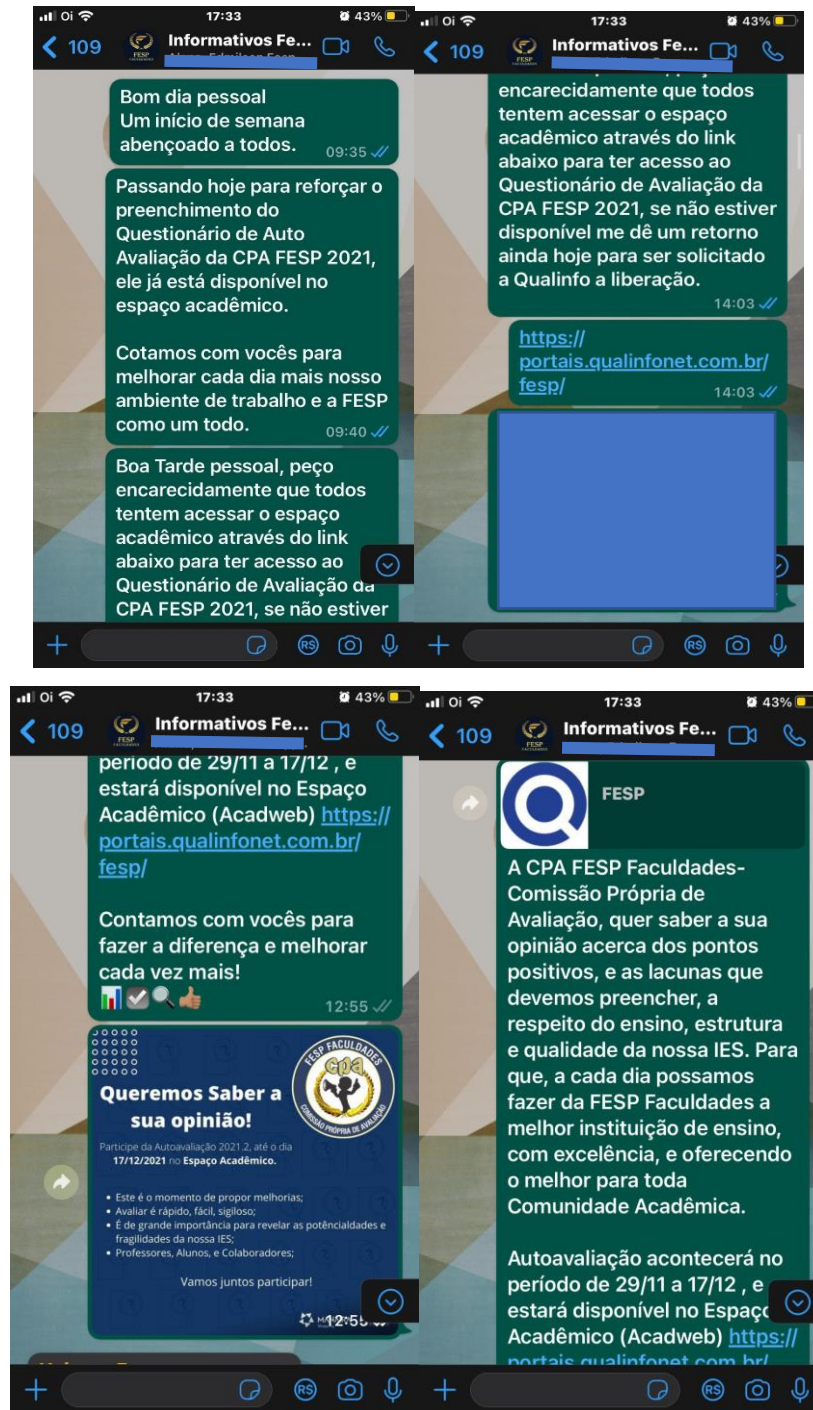 Oi
17:33
43%
109
Informativos Fe...
Bom dia pessoal
Um início de semana
abençoado a todos.
09:35
Passando hoje para reforçar o
preenchimento do
Questionário de Auto
Avaliação da CPA FESP 2021,
ele já está disponível no
espaço acadêmico.
Cotamos com vocês para
melhorar cada dia mais nosso
ambiente de trabalho e a FESP
como um todo.
09:40
Boa Tarde pessoal, peço
encarecidamente que todos
tentem acessar o espaço
acadêmico através do link
abaixo para ter acesso ao
Questionário de Avaliação da
CPA FESP 2021, se não estiver
Oi
17:33
43%
109
Informativos Fe...
encarecidamente que todos
tentem acessar o espaço
acadêmico através do link
abaixo para ter acesso ao
Questionário de Avaliação da
CPA FESP 2021, se não estiver
disponível me dê um retorno
ainda hoje para ser solicitado
a Qualinfo a liberação.
14:03
https://
portais.qualinfonet.com.br/
fesp/
14:03
Oi
17:33
43%
109
Informativos Fe...
período de 29/11 a 17/12 , e
estará disponível no Espaço
Acadêmico (Acadweb) https://
portais.qualinfonet.com.br/
fesp/
Contamos com vocês para
fazer a diferença e melhorar
cada vez mais!
12:55
FESP FACULDADES
cpa
COMISSÃO PRÓPRIA DE AVALIAÇÃO
Queremos Saber a
sua opinião!
Participe da Autoavaliação 2021.2, até o dia
17/12/2021 no Espaço Acadêmico.
• Este é o momento de propor melhorias;
• Avaliar é rápido, fácil, sigiloso;
• É de grande importância para revelar as potêncialdades e
fragilidades da nossa IES;
• Professores, Alunos, e Colaboradores;
Vamos juntos participar!
12:55
Oi
17:33
43%
109
Informativos Fe...
FESP
A CPA FESP Faculdades-
Comissão Própria de
Avaliação, quer saber a sua
opinião acerca dos pontos
positivos, e as lacunas que
devemos preencher, a
respeito do ensino, estrutura
e qualidade da nossa IES. Para
que, a cada dia possamos
fazer da FESP Faculdades a
melhor instituição de ensino,
com excelência, e oferecendo
o melhor para toda
Comunidade Acadêmica.
Autoavaliação acontecerá no
período de 29/11 a 17/12 , e
estará disponível no Espaço
Acadêmico (Acadweb) https://
portais.qualinfonet.com.br/